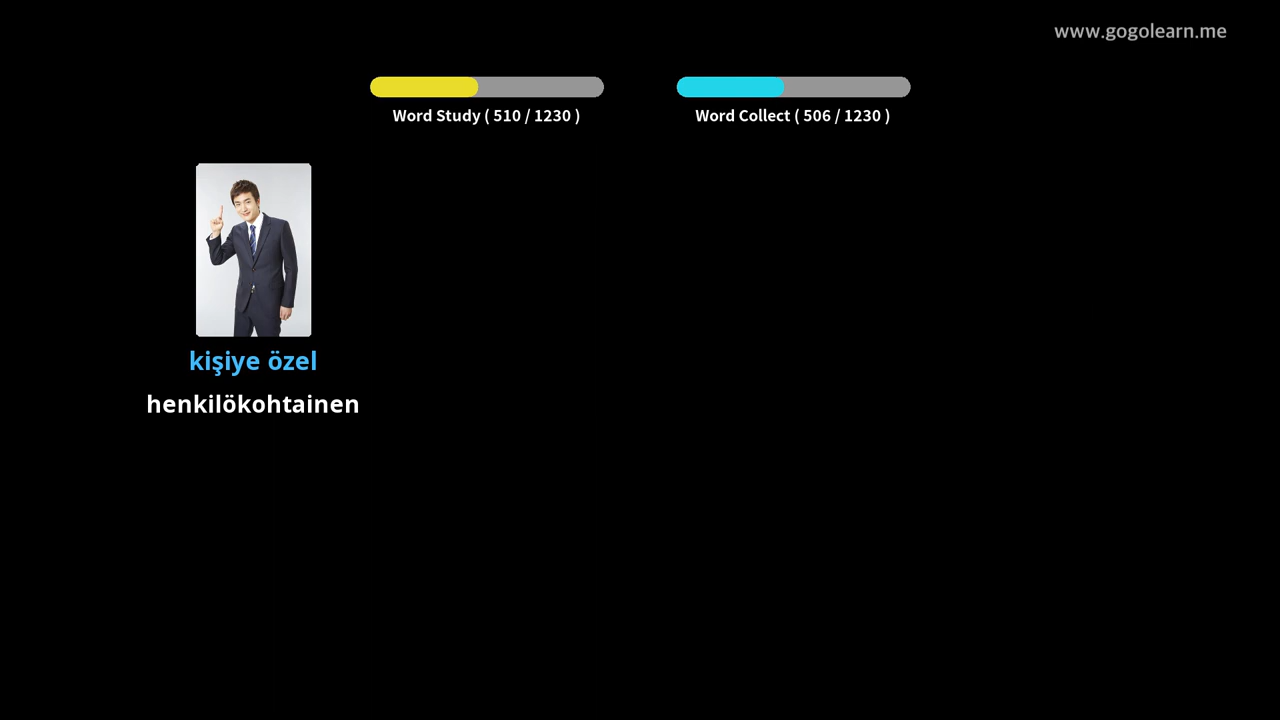 www.gogolearn.me
Word Study ( 510 / 1230 )
Word Collect ( 506 / 1230 )
kişiye özel
henkilökohtainen